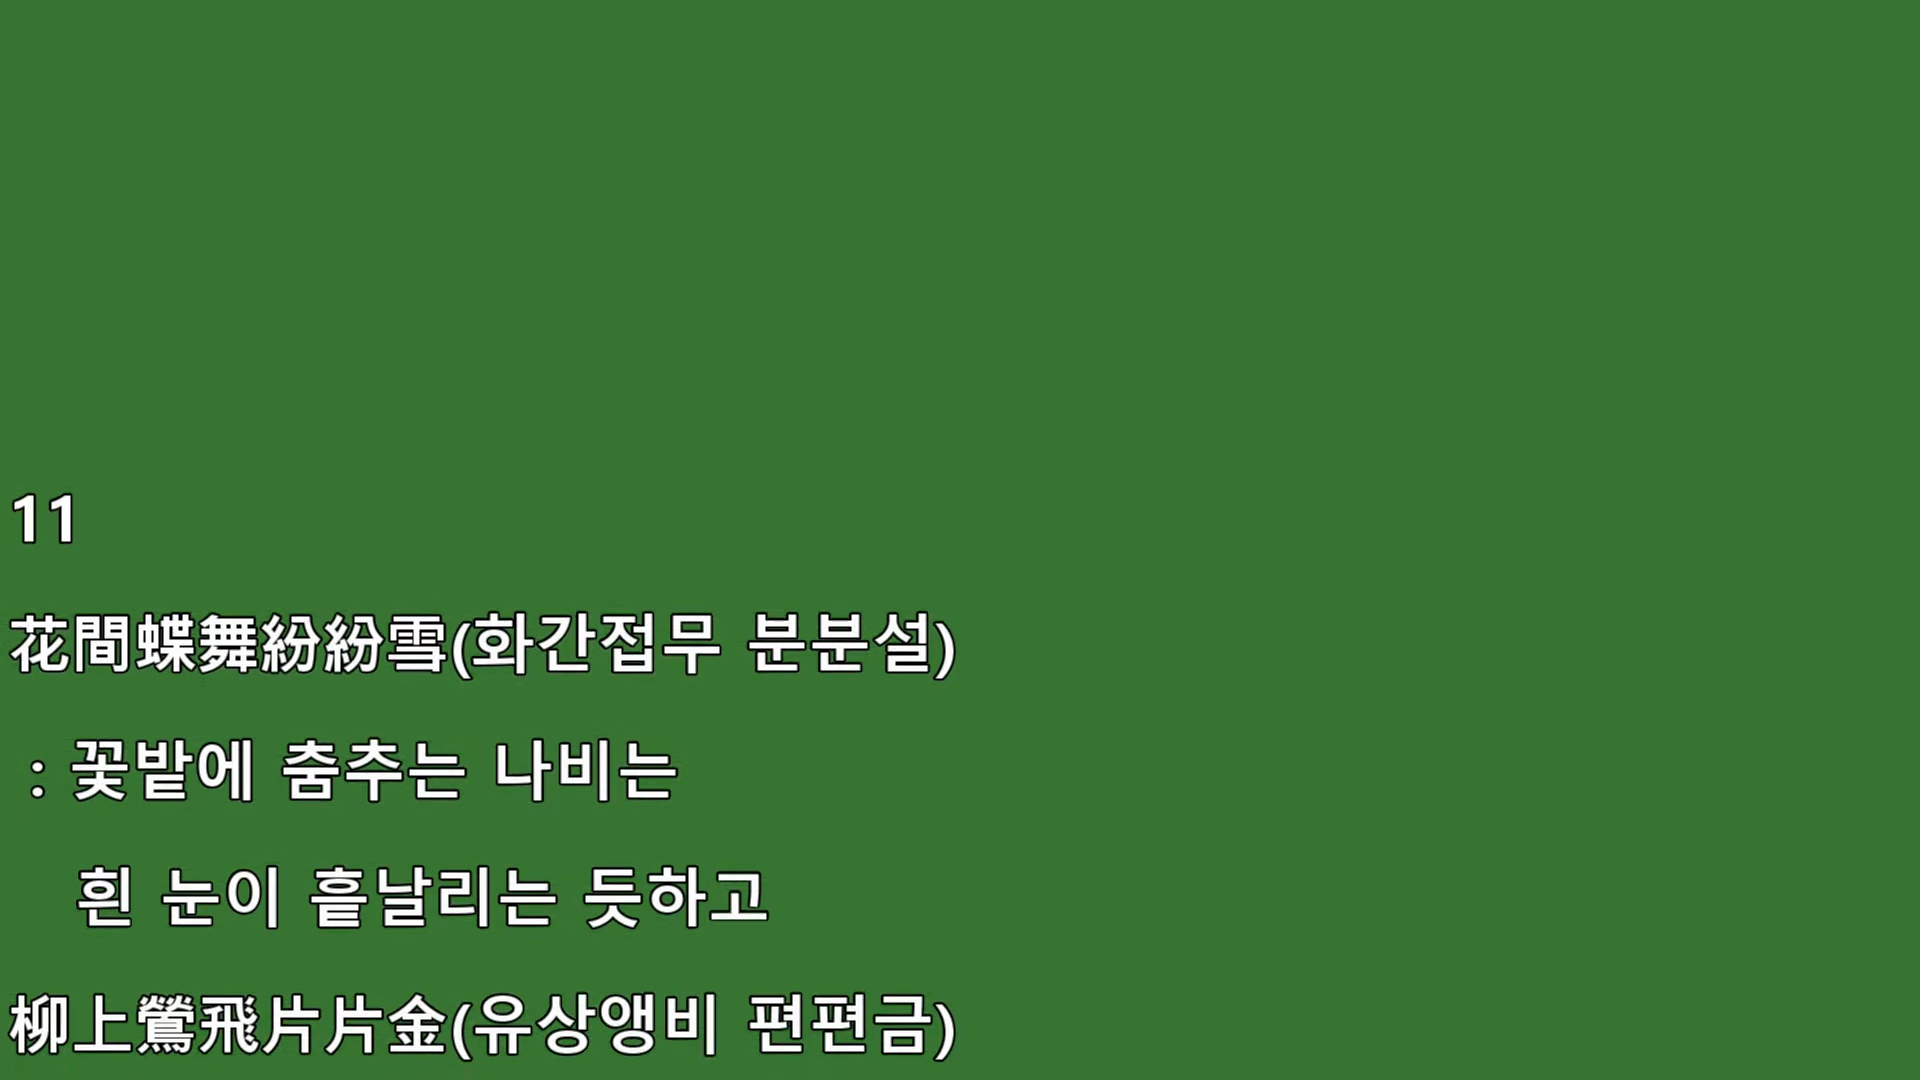 11
花間蝶舞紛紛雪(화간접무 분분설)
: 꽃밭에 춤추는 나비는
흰 눈이 흩날리는 듯하고
柳上鶯飛片片金(유상앵비 편편금)